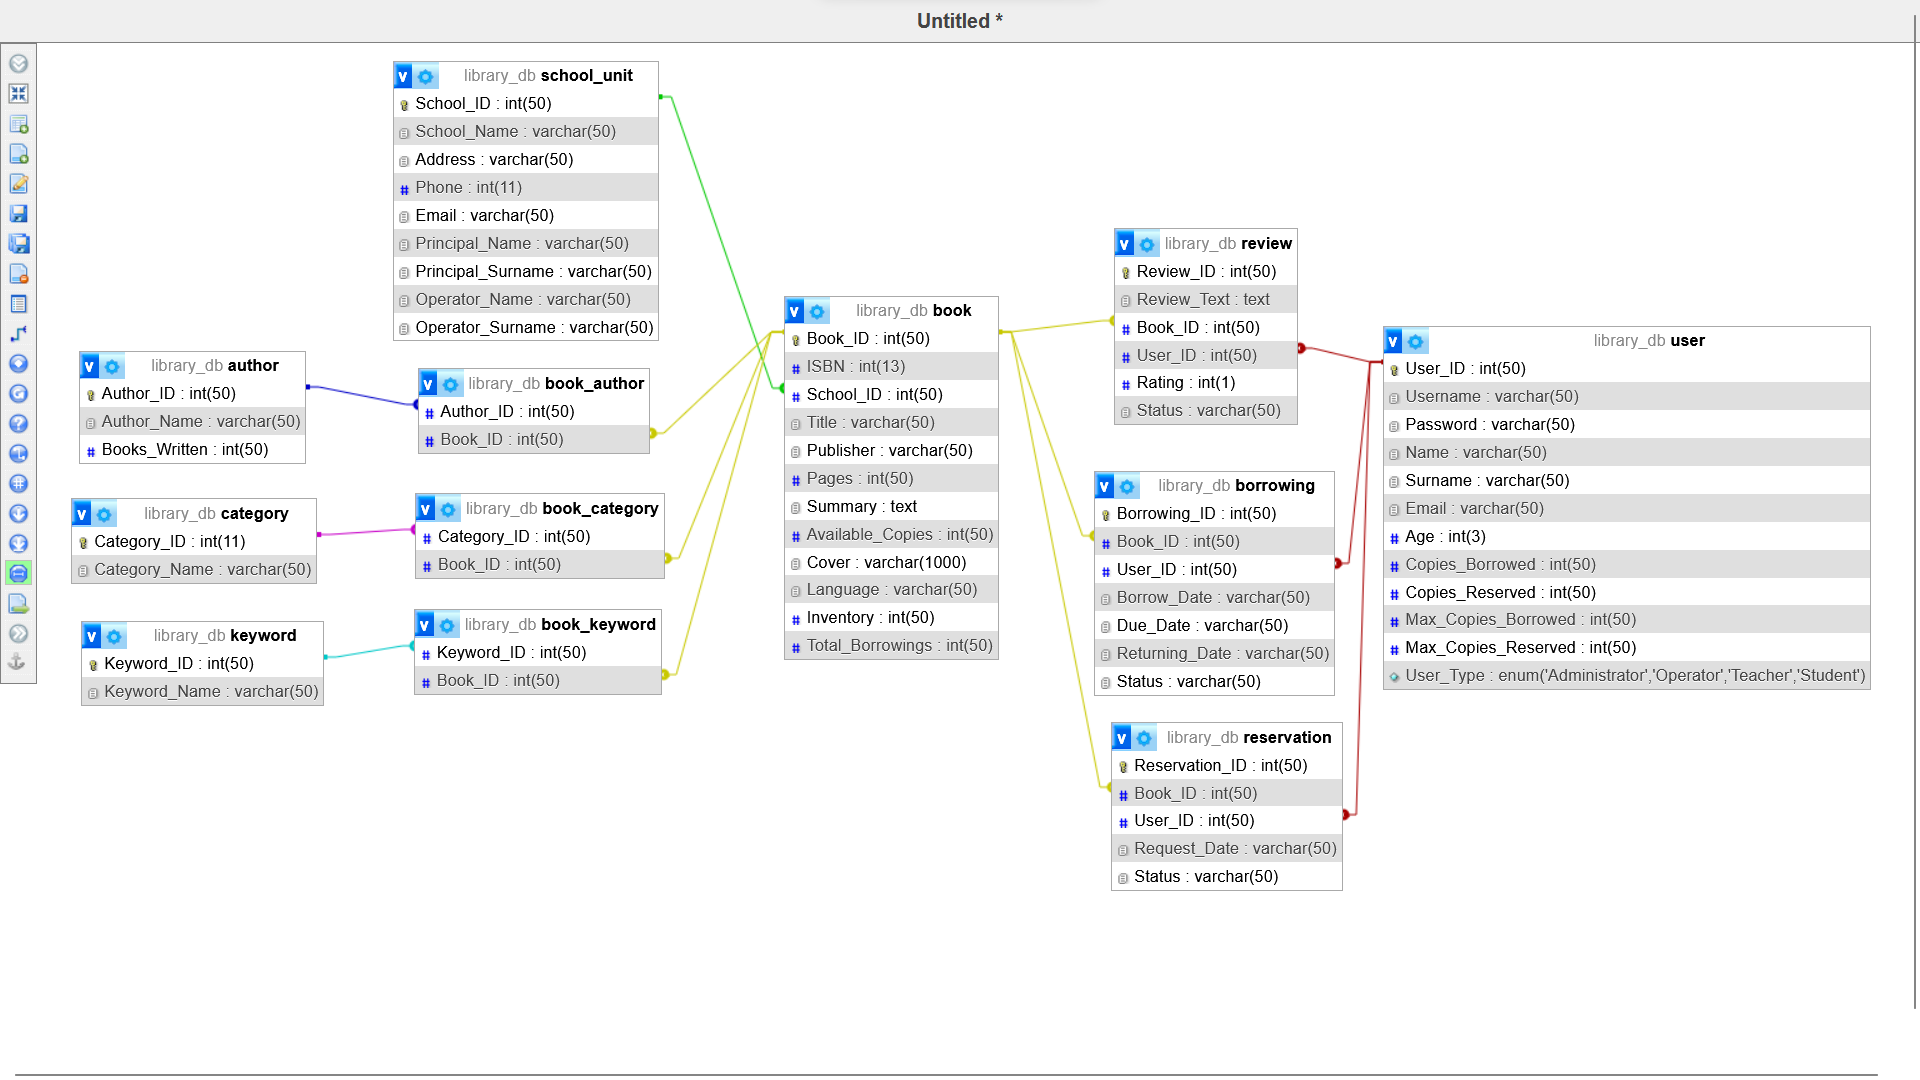 Untitled *
library_db school_unit
School_ID : int(50)
School_Name : varchar(50)
Address : varchar(50)
Phone : int(11)
Email : varchar(50)
Principal_Name : varchar(50)
Principal_Surname : varchar(50)
Operator_Name : varchar(50)
Operator_Surname : varchar(50)
library_db author
Author_ID : int(50)
Author_Name : varchar(50)
Books_Written : int(50)
library_db category
Category_ID : int(11)
Category_Name : varchar(50)
library_db keyword
Keyword_ID : int(50)
Keyword_Name : varchar(50)
library_db book_author
Author_ID : int(50)
Book_ID : int(50)
library_db book_category
Category_ID : int(50)
Book_ID : int(50)
library_db book_keyword
Keyword_ID : int(50)
Book_ID : int(50)
library_db book
Book_ID : int(50)
ISBN : int(13)
School_ID : int(50)
Title : varchar(50)
Publisher : varchar(50)
Pages : int(50)
Summary : text
Available_Copies : int(50)
Cover : varchar(1000)
Language : varchar(50)
Inventory : int(50)
Total_Borrowings : int(50)
library_db review
Review_ID : int(50)
Review_Text : text
Book_ID : int(50)
User_ID : int(50)
Rating : int(1)
Status : varchar(50)
library_db borrowing
Borrowing_ID : int(50)
Book_ID : int(50)
User_ID : int(50)
Borrow_Date : varchar(50)
Due_Date : varchar(50)
Returning_Date : varchar(50)
Status : varchar(50)
library_db reservation
Reservation_ID : int(50)
Book_ID : int(50)
User_ID : int(50)
Request_Date : varchar(50)
Status : varchar(50)
library_db user
User_ID : int(50)
Username : varchar(50)
Password : varchar(50)
Name : varchar(50)
Surname : varchar(50)
Email : varchar(50)
Age : int(3)
Copies_Borrowed : int(50)
Copies_Reserved : int(50)
Max_Copies_Borrowed : int(50)
Max_Copies_Reserved : int(50)
User_Type : enum('Administrator','Operator','Teacher','Student')